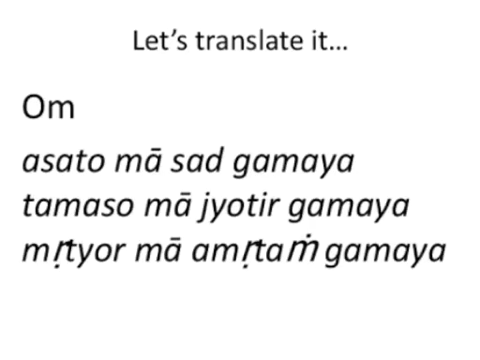 Let's translate it...
Om
asato mā sad gamaya
tamaso mā jyotir gamaya
mṛtyor mā amṛtaṁ gamaya